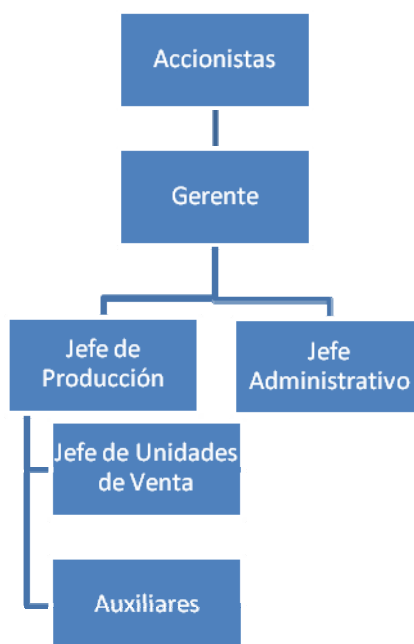 Accionistas
Gerente
Jefe de
Producción
Jefe
Administrativo
Jefe de Unidades
de Venta
Auxiliares